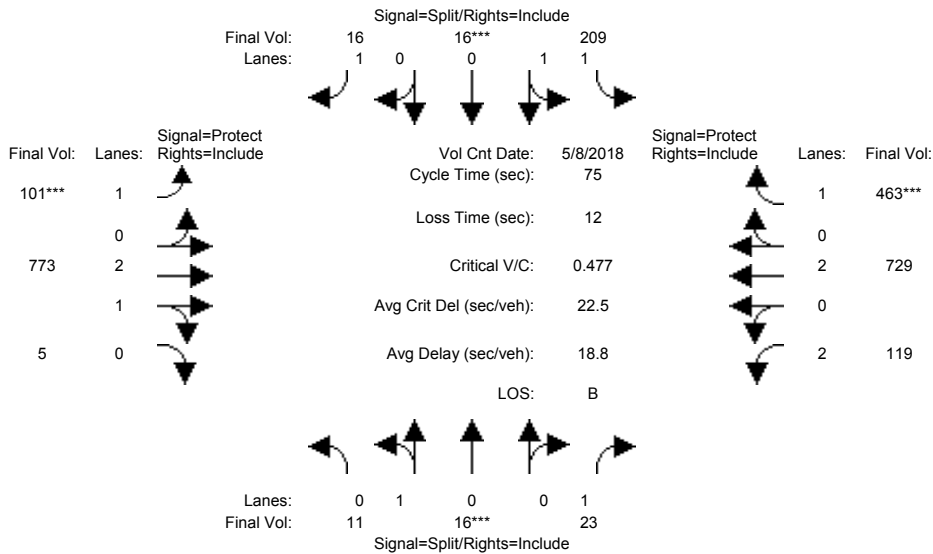 Signal=Split/Rights=Include
Final Vol: 16 16*** 209
Lanes: 1 0 0 1 1
Signal=Protect Signal=Protect
Final Vol: Lanes: Rights=Include Vol Cnt Date: 5/8/2018 Rights=Include Lanes: Final Vol:
Cycle Time (sec): 75
101*** 1 1 463***
Loss Time (sec): 12
0 0
773 2 Critical V/C: 0.477 2 729
1 Avg Crit Del (sec/veh): 22.5 0
5 0 Avg Delay (sec/veh): 18.8 2 119
LOS: B
Lanes: 0 1 0 0 1
Final Vol: 11 16*** 23
Signal=Split/Rights=Include